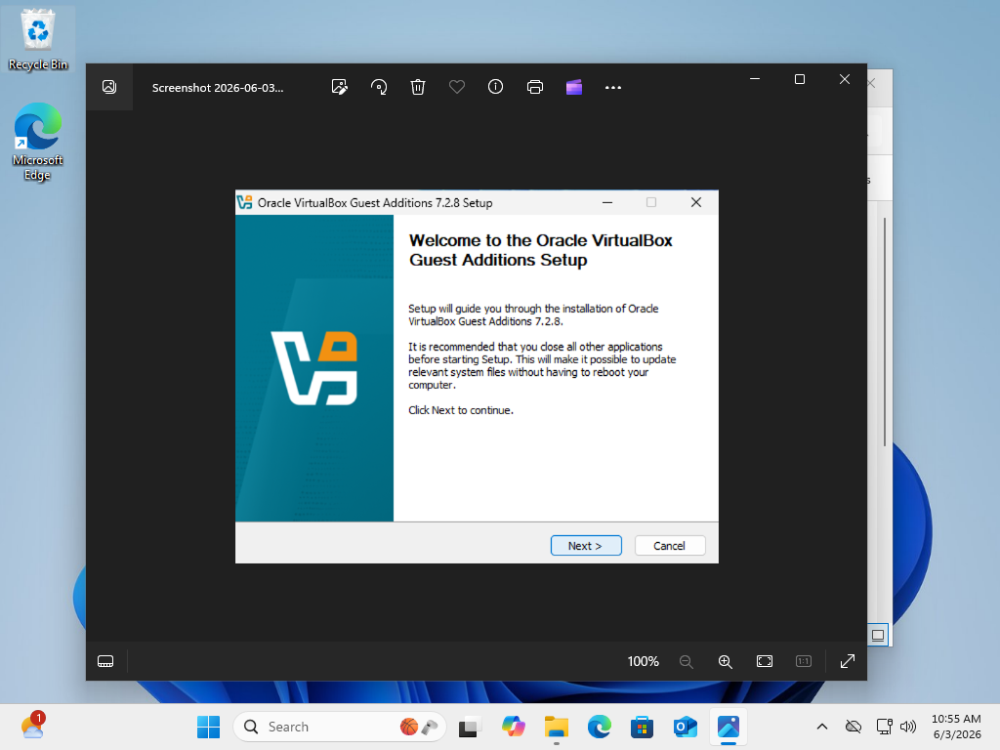 Recycle Bin
Microsoft
Edge
Screenshot 2026-06-03...
Oracle VirtualBox Guest Additions 7.2.8 Setup
Welcome to the Oracle VirtualBox
Guest Additions Setup
Setup will guide you through the installation of Oracle
VirtualBox Guest Additions 7.2.8.
It is recommended that you close all other applications
before starting Setup. This will make it possible to update
relevant system files without having to reboot your
computer.
Click Next to continue.
Next >
Cancel
100%
1:1
s
1
Search
10:55 AM
6/3/2026